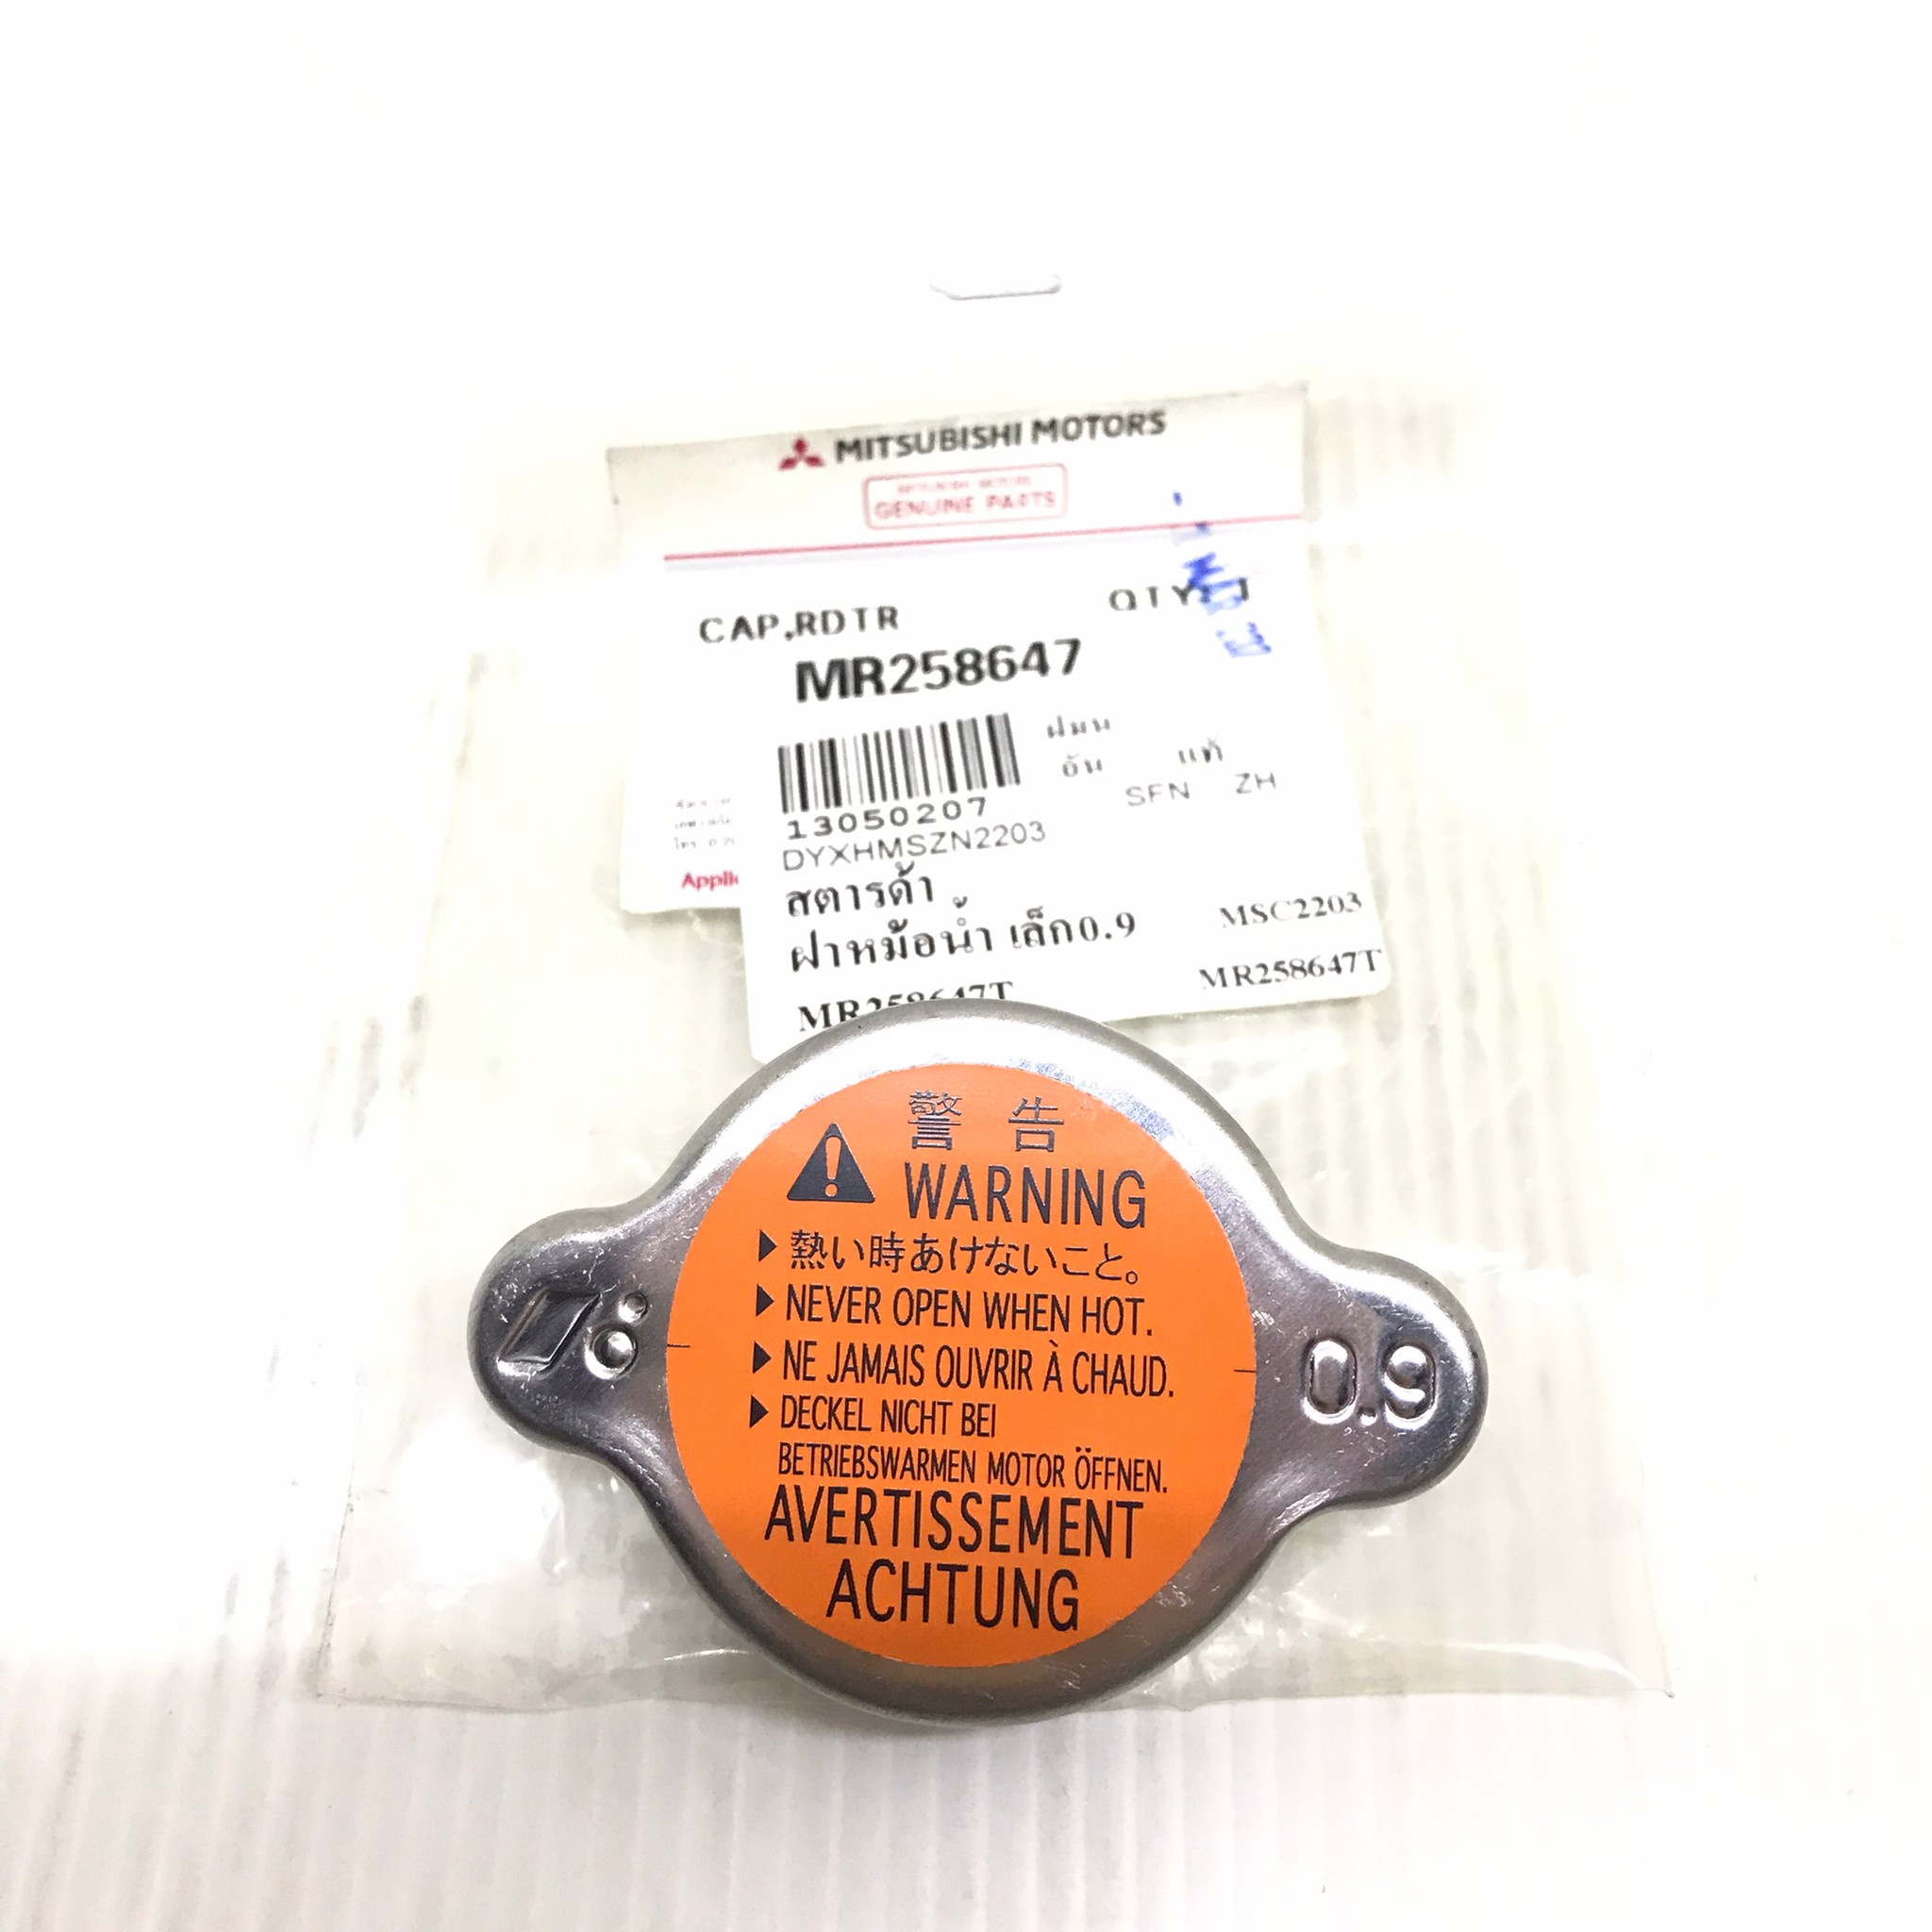 MITSUBISHI MOTORS
GENUINE PARTS
CAP,RDTR
QTY
MR258647
ฝมน
อัน แท้
SFN ZH
13050207
DYXHMSZN2203
สตารด้า
ฝาหม้อน้ำ เล็ก0.9
MSC2203
MR258647T
MR258647T
Applic
警告
WARNING
熱い時あけないこと。
NEVER OPEN WHEN HOT.
NE JAMAIS OUVRIR À CHAUD.
DECKEL NICHT BEI
BETRIEBSWARMEN MOTOR ÖFFNEN.
AVERTISSEMENT
ACHTUNG
0.9